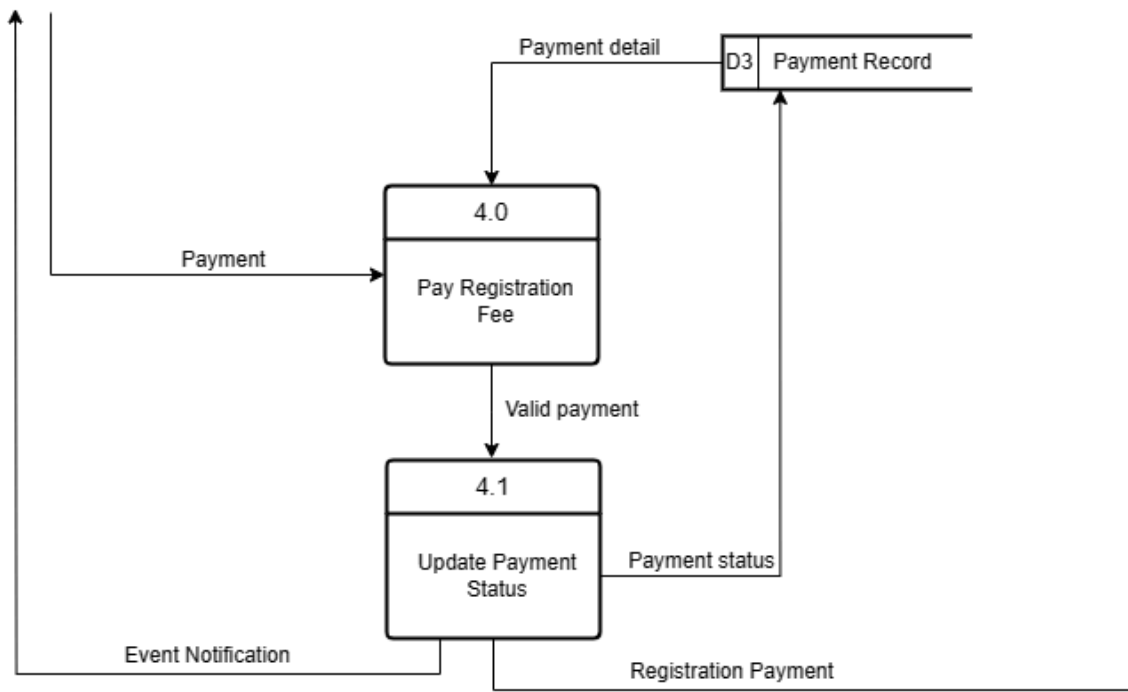 Payment detail
D3 Payment Record
4.0
Payment
Pay Registration
Fee
Valid payment
4.1
Update Payment
Status
Payment status
Event Notification
Registration Payment